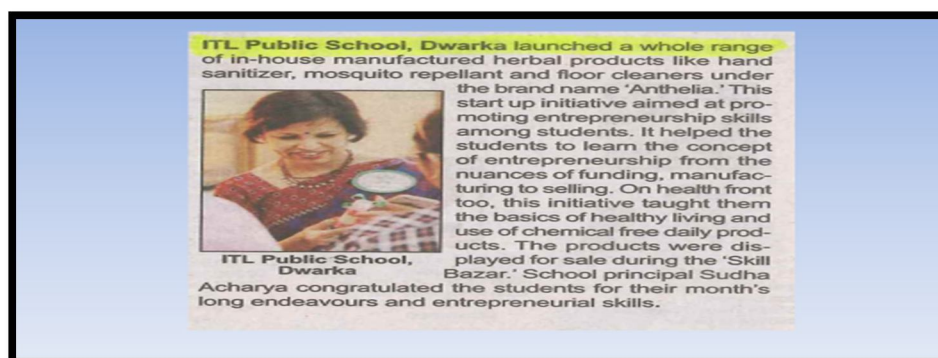 ITL Public School, Dwarka launched a whole range
of in-house manufactured herbal products like hand
sanitizer, mosquito repellant and floor cleaners under
the brand name ‘Anthelia.’ This
start up initiative aimed at pro-
moting entrepreneurship skills
among students. It helped the
students to learn the concept
of entrepreneurship from the
nuances of funding, manufac-
turing to selling. On health front
too, this initiative taught them
the basics of healthy living and
use of chemical free daily prod-
ucts. The products were dis-
played for sale during the ‘Skill
Bazar.’ School principal Sudha
ITL Public School,
Dwarka
Acharya congratulated the students for their month's
long endeavours and entrepreneurial skills.